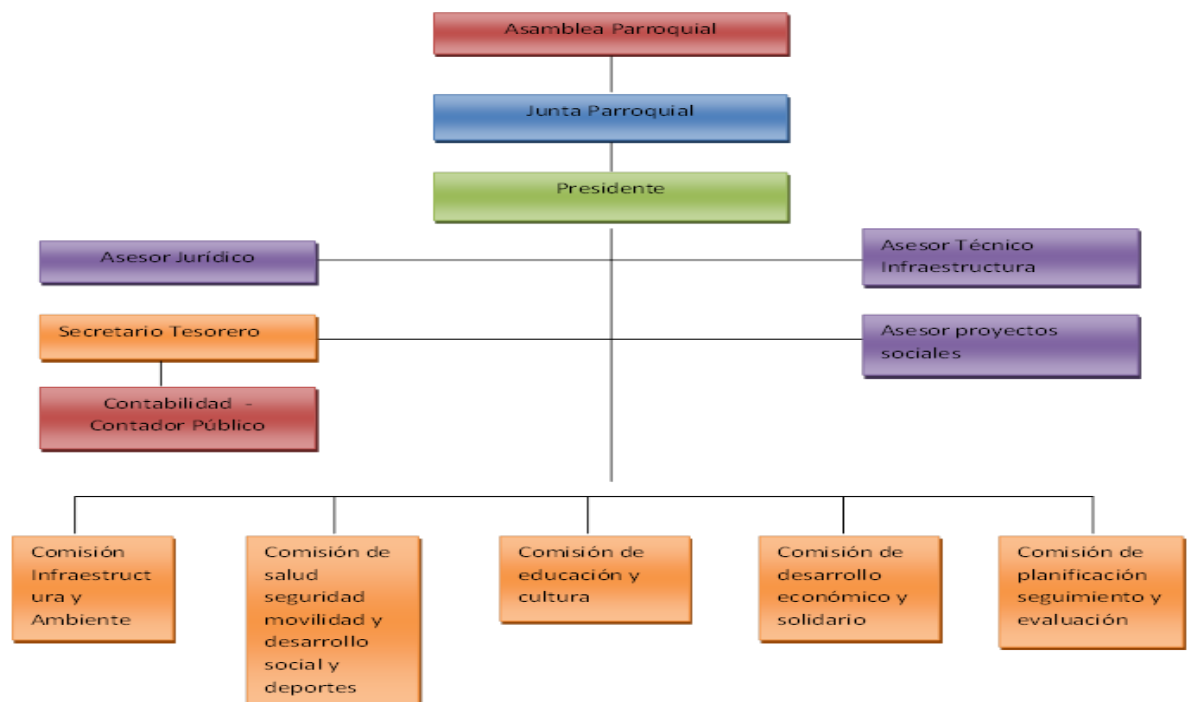 Asamblea Parroquial
Junta Parroquial
Presidente
Asesor Jurídico
Asesor Técnico
Infraestructura
Secretario Tesorero
Asesor proyectos
sociales
Contabilidad -
Contador Público
Comisión
Infraestruct
ura y
Ambiente
Comisión de
salud
seguridad
movilidad y
desarrollo
social y
deportes
Comisión de
educación y
cultura
Comisión de
desarrollo
económico y
solidario
Comisión de
planificación
seguimiento y
evaluación